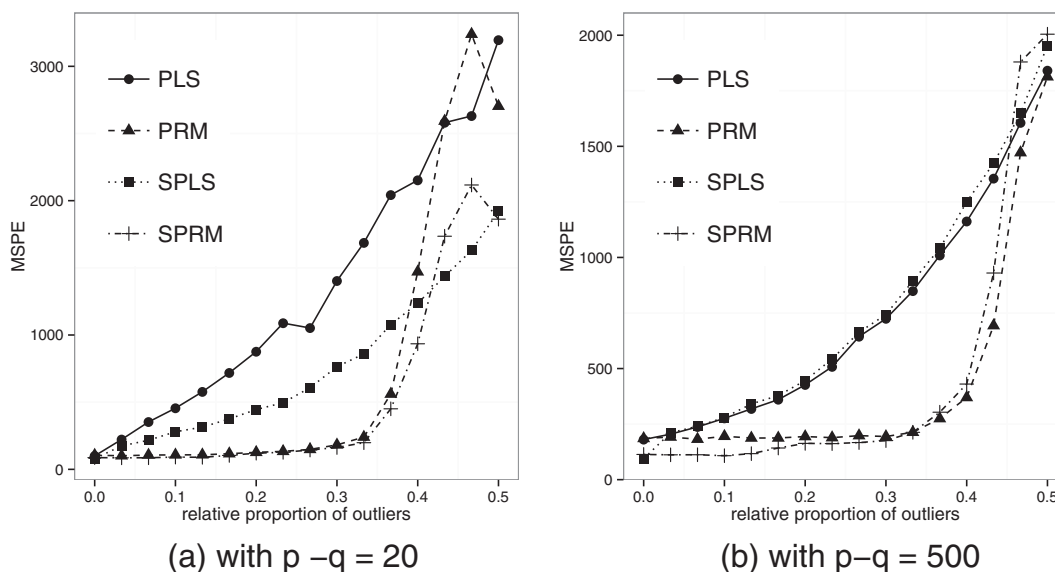 3000
2000
1000
0
MSPE
PLS
PRM
SPLS
SPRM
0.0 0.1 0.2 0.3 0.4 0.5
relative proportion of outliers
(a) with p −q = 20
2000
1500
1000
500
0
MSPE
PLS
PRM
SPLS
SPRM
0.0 0.1 0.2 0.3 0.4 0.5
relative proportion of outliers
(b) with p−q = 500